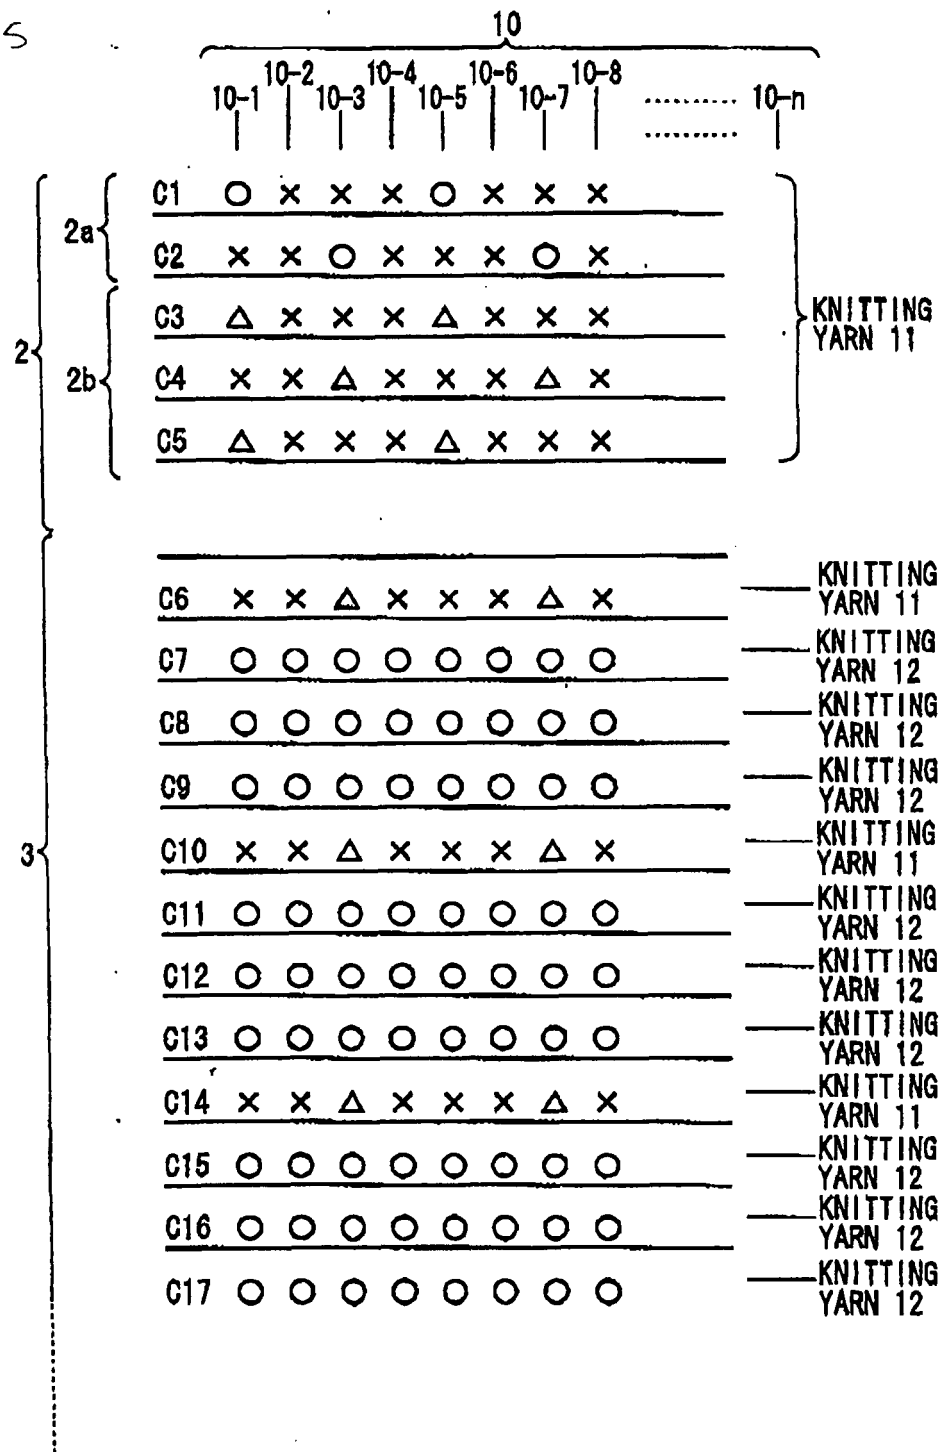 5
10
10-2 10-4 10-6 10-8
10-1 10-3 10-5 10-7 10-n
C1 ○ × × × ○ × × ×
2a
C2 × × ○ × × × ○ ×
C3 △ × × × △ × × ×
KNITTING
YARN 11
2
2b
C4 × × △ × × × △ ×
C5 △ × × × △ × × ×
C6 × × △ × × × △ ×
KNITTING
YARN 11
C7 ○ ○ ○ ○ ○ ○ ○ ○
KNITTING
YARN 12
C8 ○ ○ ○ ○ ○ ○ ○ ○
KNITTING
YARN 12
C9 ○ ○ ○ ○ ○ ○ ○ ○
KNITTING
YARN 12
3
C10 × × △ × × × △ ×
KNITTING
YARN 11
C11 ○ ○ ○ ○ ○ ○ ○ ○
KNITTING
YARN 12
C12 ○ ○ ○ ○ ○ ○ ○ ○
KNITTING
YARN 12
C13 ○ ○ ○ ○ ○ ○ ○ ○
KNITTING
YARN 12
C14 × × △ × × × △ ×
KNITTING
YARN 11
C15 ○ ○ ○ ○ ○ ○ ○ ○
KNITTING
YARN 12
C16 ○ ○ ○ ○ ○ ○ ○ ○
KNITTING
YARN 12
C17 ○ ○ ○ ○ ○ ○ ○ ○
KNITTING
YARN 12